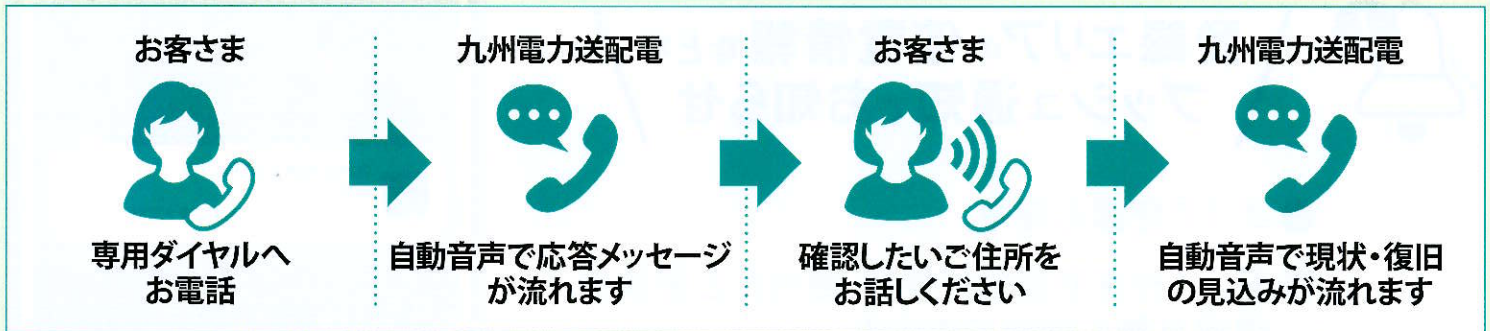 お客さま
専用ダイヤルへ
お電話
九州電力送配電
自動音声で応答メッセージ
が流れます
お客さま
確認したいご住所を
お話しください
九州電力送配電
自動音声で現状・復旧
の見込みが流れます